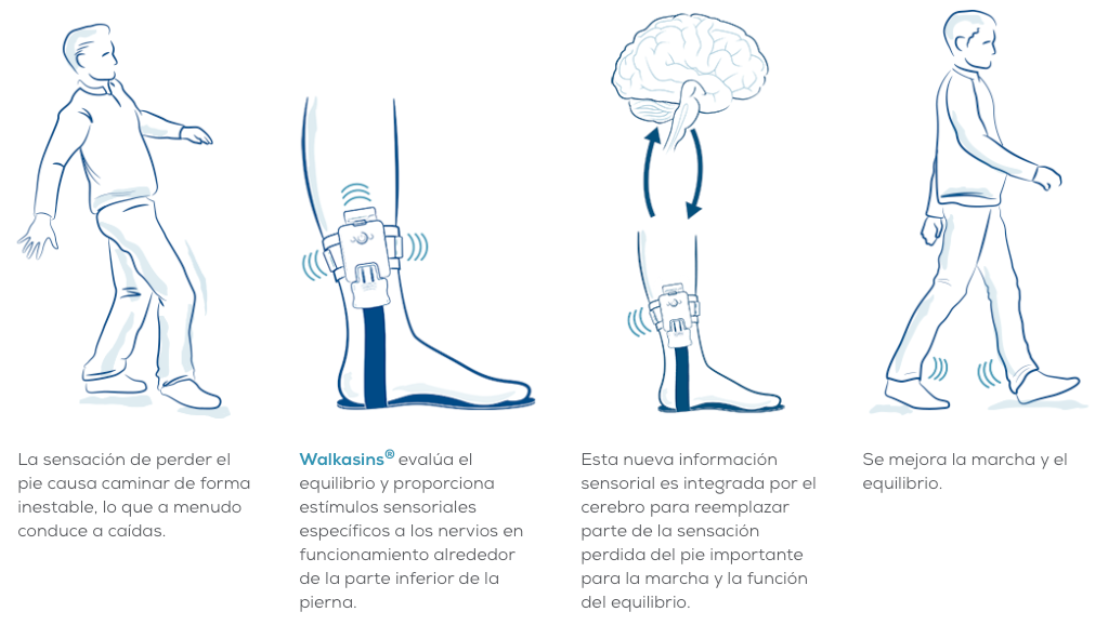 La sensación de perder el
pie causa caminar de forma
inestable, lo que a menudo
conduce a caídas.
Walkasins® evalúa el
equilibrio y proporciona
estímulos sensoriales
específicos a los nervios en
funcionamiento alrededor
de la parte inferior de la
pierna.
Esta nueva información
sensorial es integrada por el
cerebro para reemplazar
parte de la sensación
perdida del pie importante
para la marcha y la función
del equilibrio.
Se mejora la marcha y el
equilibrio.